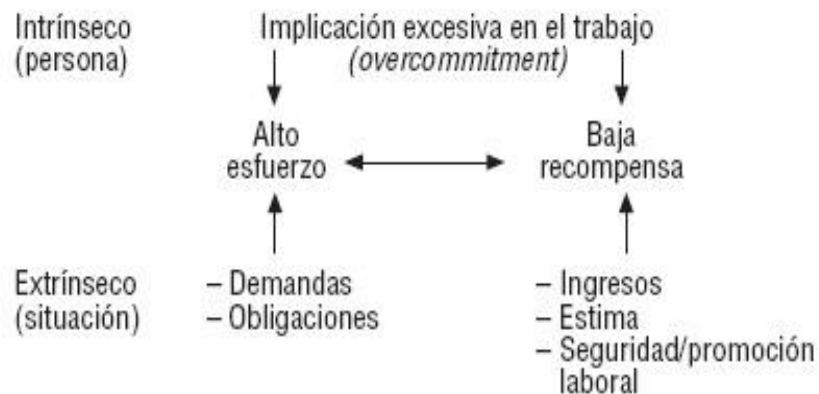 Intrínseco
(persona)
Implicación excesiva en el trabajo
(overcommitment)
Alto
esfuerzo
Baja
recompensa
Extrínseco
(situación)
– Demandas
– Obligaciones
– Ingresos
– Estima
– Seguridad/promoción
laboral